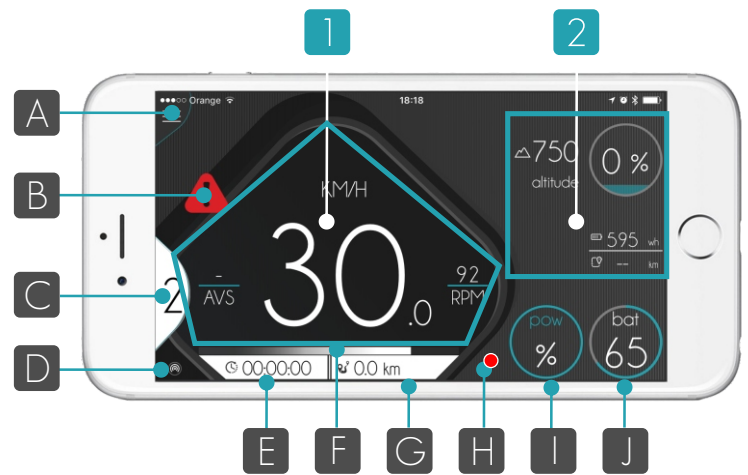 1
2
A
Orange
18:18
B
KM/H
750
altitude
0 %
C
2
-
AVS
30.0
92
RPM
595 wh
-- km
pow
%
bat
65
D
00:00:00
0.0 km
E
F
G
H
I
J